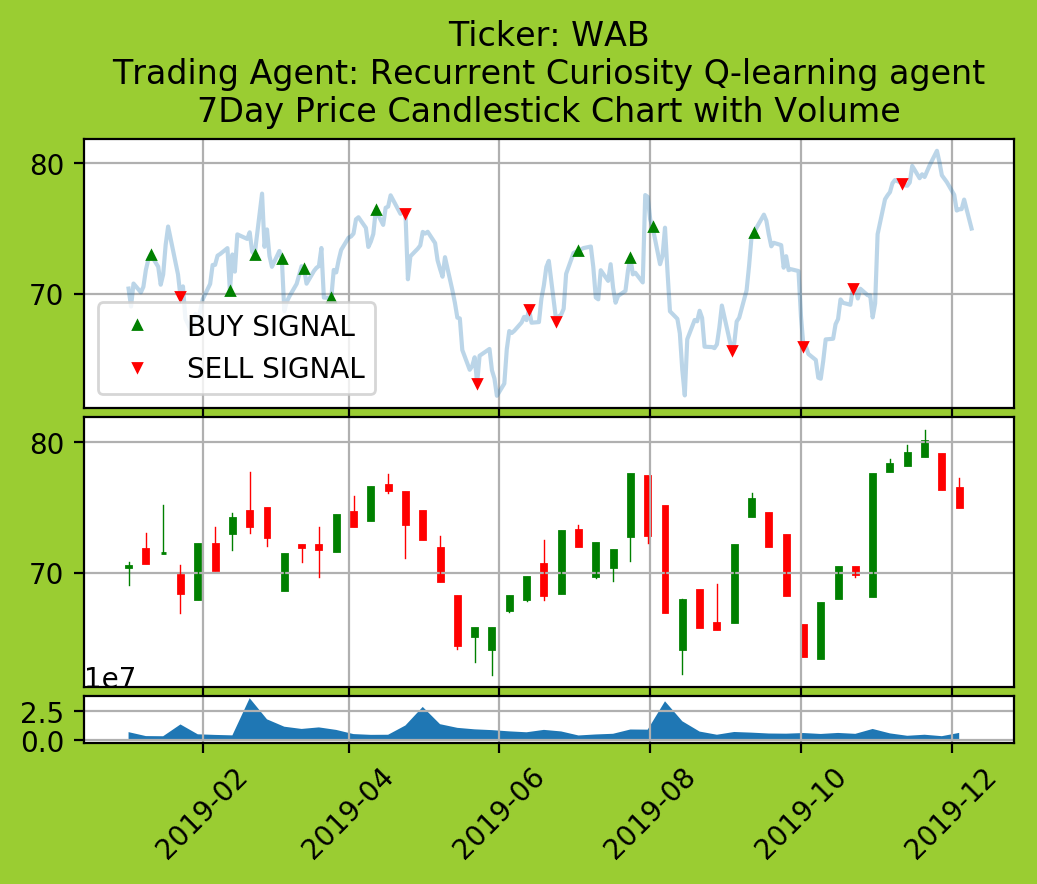 Ticker: WAB
Trading Agent: Recurrent Curiosity Q-learning agent
7Day Price Candlestick Chart with Volume
80
70
BUY SIGNAL
SELL SIGNAL
80
70
1e7
2.5
0.0
2019-02
2019-04
2019-06
2019-08
2019-10
2019-12